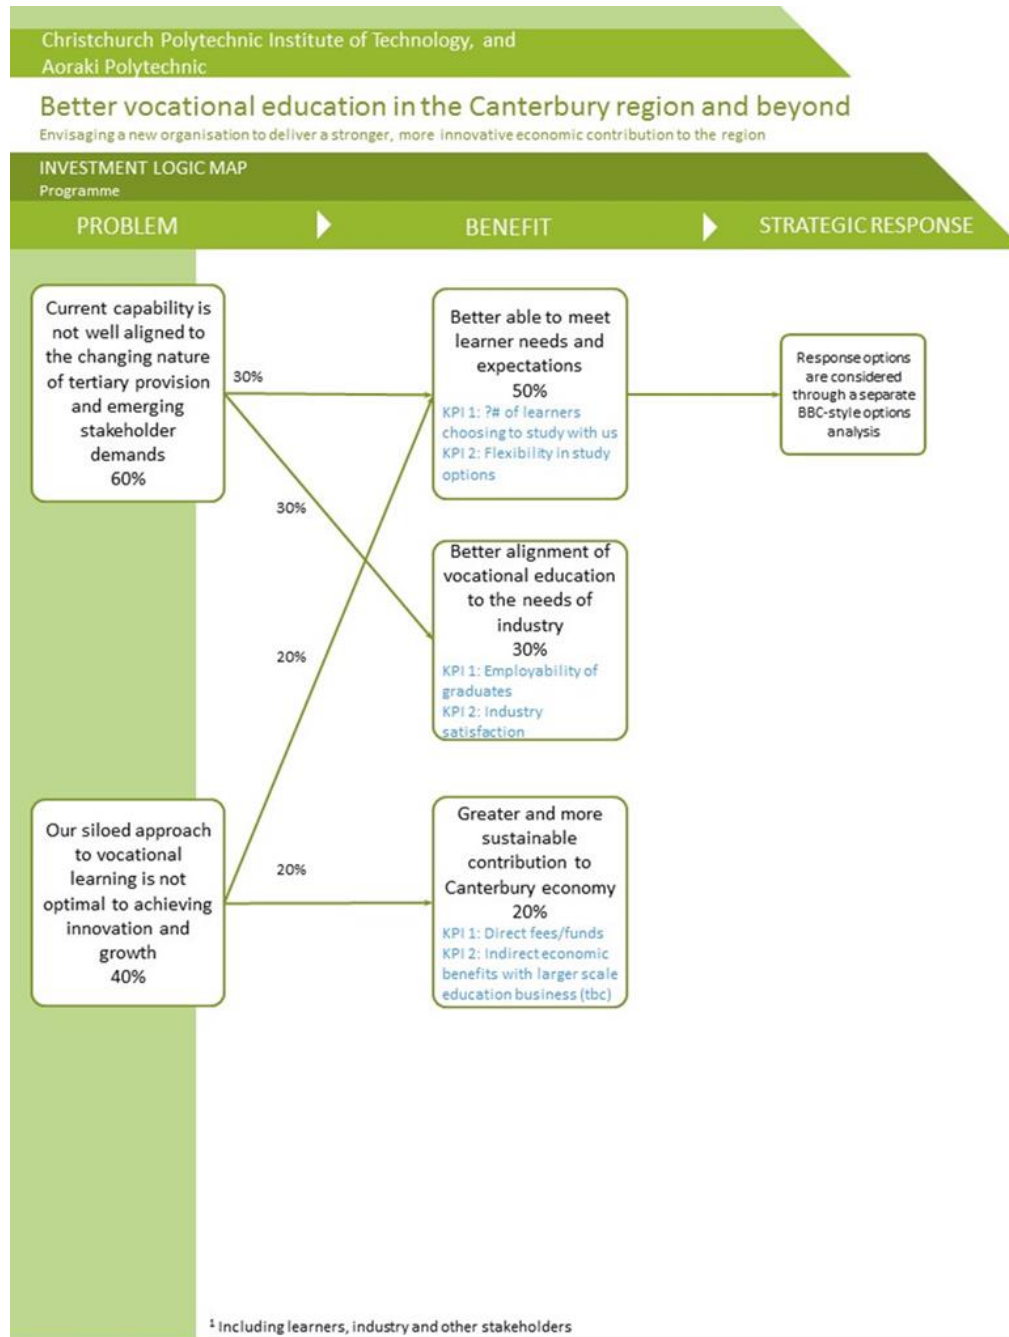 Christchurch Polytechnic Institute of Technology, and
Aoraki Polytechnic
Better vocational education in the Canterbury region and beyond
Envisaging a new organisation to deliver a stronger, more innovative economic contribution to the region
INVESTMENT LOGIC MAP
Programme
PROBLEM
BENEFIT
STRATEGIC RESPONSE
Current capability is
not well aligned to
the changing nature
of tertiary provision
and emerging
stakeholder
demands
60%
30%
30%
20%
20%
Our siloed approach
to vocational
learning is not
optimal to achieving
innovation and
growth
40%
Better able to meet
learner needs and
expectations
50%
KPI 1: ?# of learners
choosing to study with us
KPI 2: Flexibility in study
options
Better alignment of
vocational education
to the needs of
industry
30%
KPI 1: Employability of
graduates
KPI 2: Industry
satisfaction
Greater and more
sustainable
contribution to
Canterbury economy
20%
KPI 1: Direct fees/funds
KPI 2: Indirect economic
benefits with larger scale
education business (tbc)
Response options
are considered
through a separate
BBC-style options
analysis
1 Including learners, industry and other stakeholders